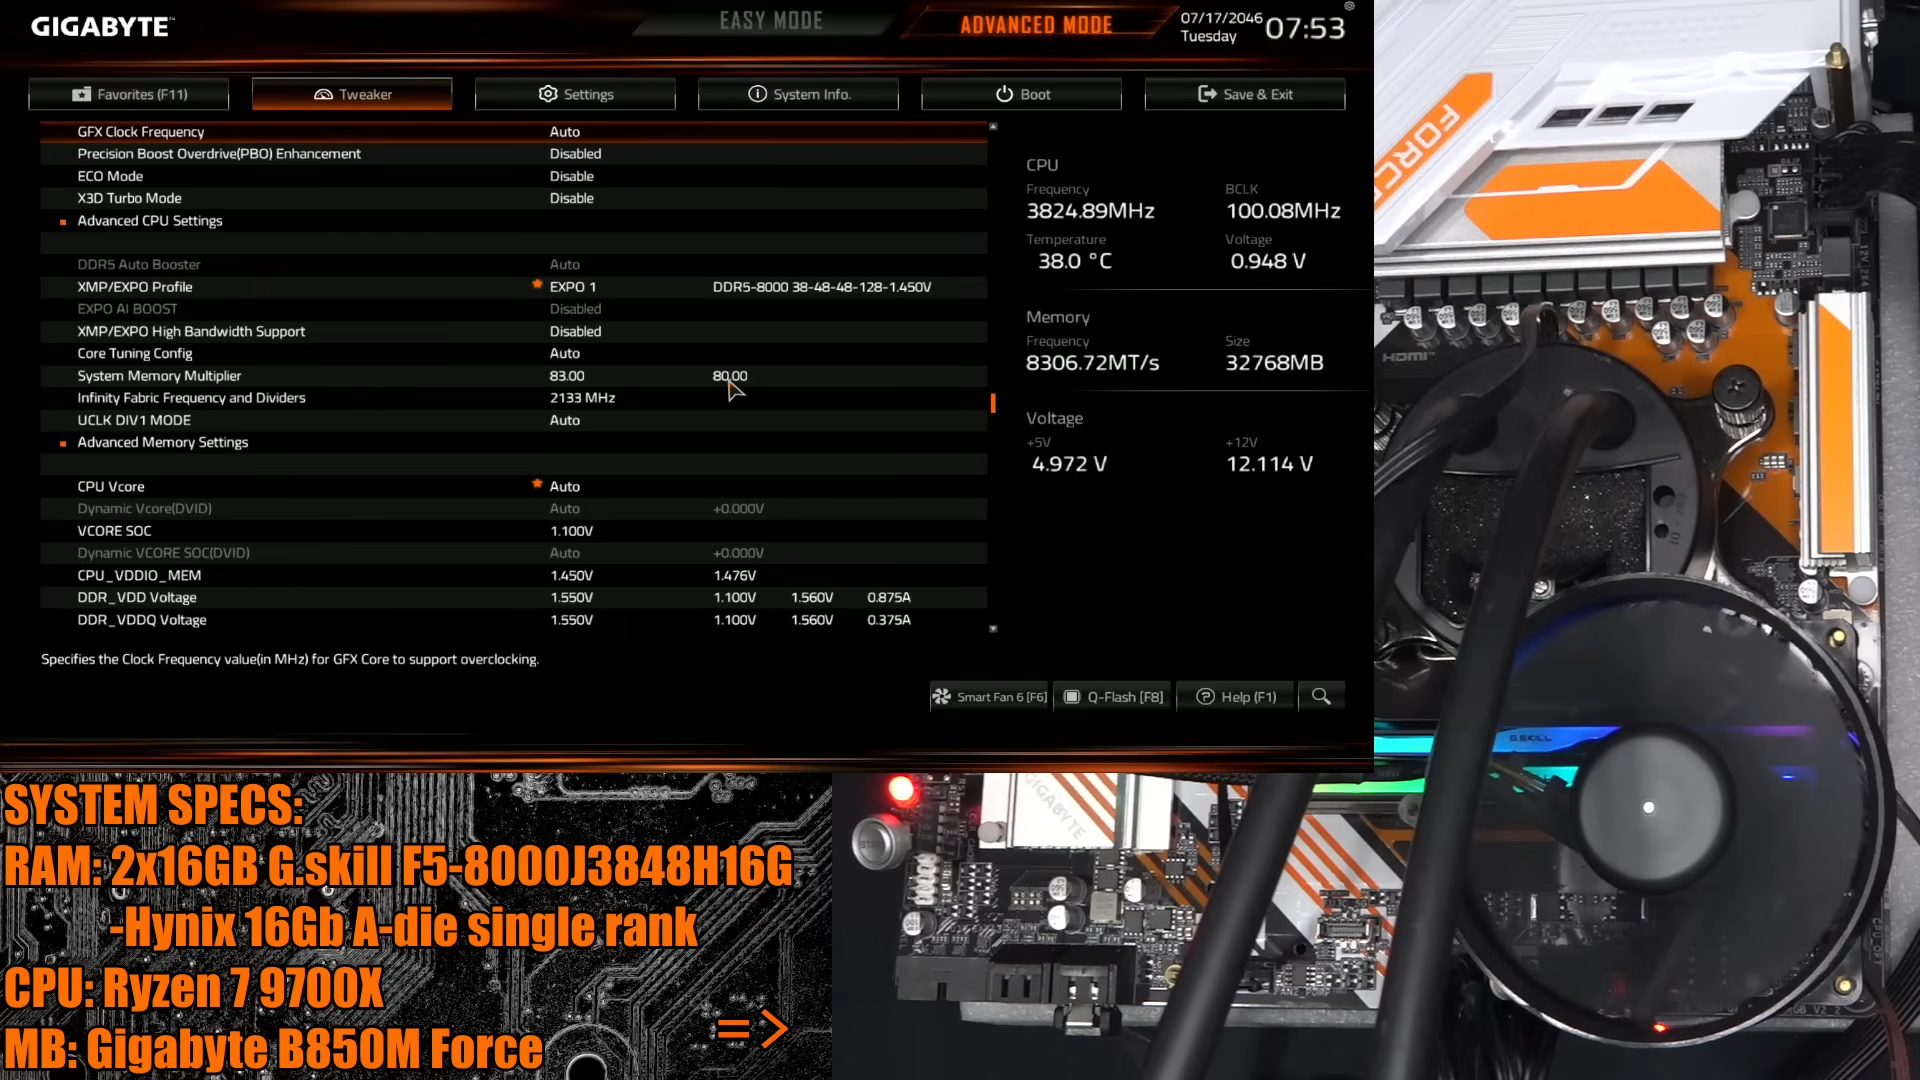 GIGABYTE™
EASY MODE
ADVANCED MODE
07/17/2046
Tuesday
07:53
Favorites (F11)
Tweaker
Settings
System Info.
Boot
Save & Exit
GFX Clock Frequency Auto
Precision Boost Overdrive(PBO) Enhancement Disabled
ECO Mode Disable
X3D Turbo Mode Disable
Advanced CPU Settings
DDR5 Auto Booster Auto
XMP/EXPO Profile EXPO 1 DDR5-8000 38-48-48-128-1.450V
EXPO AI BOOST Disabled
XMP/EXPO High Bandwidth Support Disabled
Core Tuning Config Auto
System Memory Multiplier 83.00 80.00
Infinity Fabric Frequency and Dividers 2133 MHz
UCLK DIV1 MODE Auto
Advanced Memory Settings
CPU Vcore Auto
Dynamic Vcore(DVID) Auto +0.000V
VCORE SOC 1.100V
Dynamic VCORE SOC(DVID) Auto +0.000V
CPU_VDDIO_MEM 1.450V 1.476V
DDR_VDD Voltage 1.550V 1.100V 1.560V 0.875A
DDR_VDDQ Voltage 1.550V 1.100V 1.560V 0.375A
CPU
Frequency BCLK
3824.89MHz 100.08MHz
Temperature Voltage
38.0 °C 0.948 V
Memory
Frequency Size
8306.72MT/s 32768MB
Voltage
+5V +12V
4.972 V 12.114 V
Specifies the Clock Frequency value(in MHz) for GFX Core to support overclocking.
Smart Fan 6 [F6]
Q-Flash [F8]
Help (F1)
SYSTEM SPECS:
RAM: 2x16GB G.skill F5-8000J3848H16G
-Hynix 16Gb A-die single rank
CPU: Ryzen 7 9700X
MB: Gigabyte B850M Force
=>
FORCE
HDMI
G.SKILL
GIGABYTE